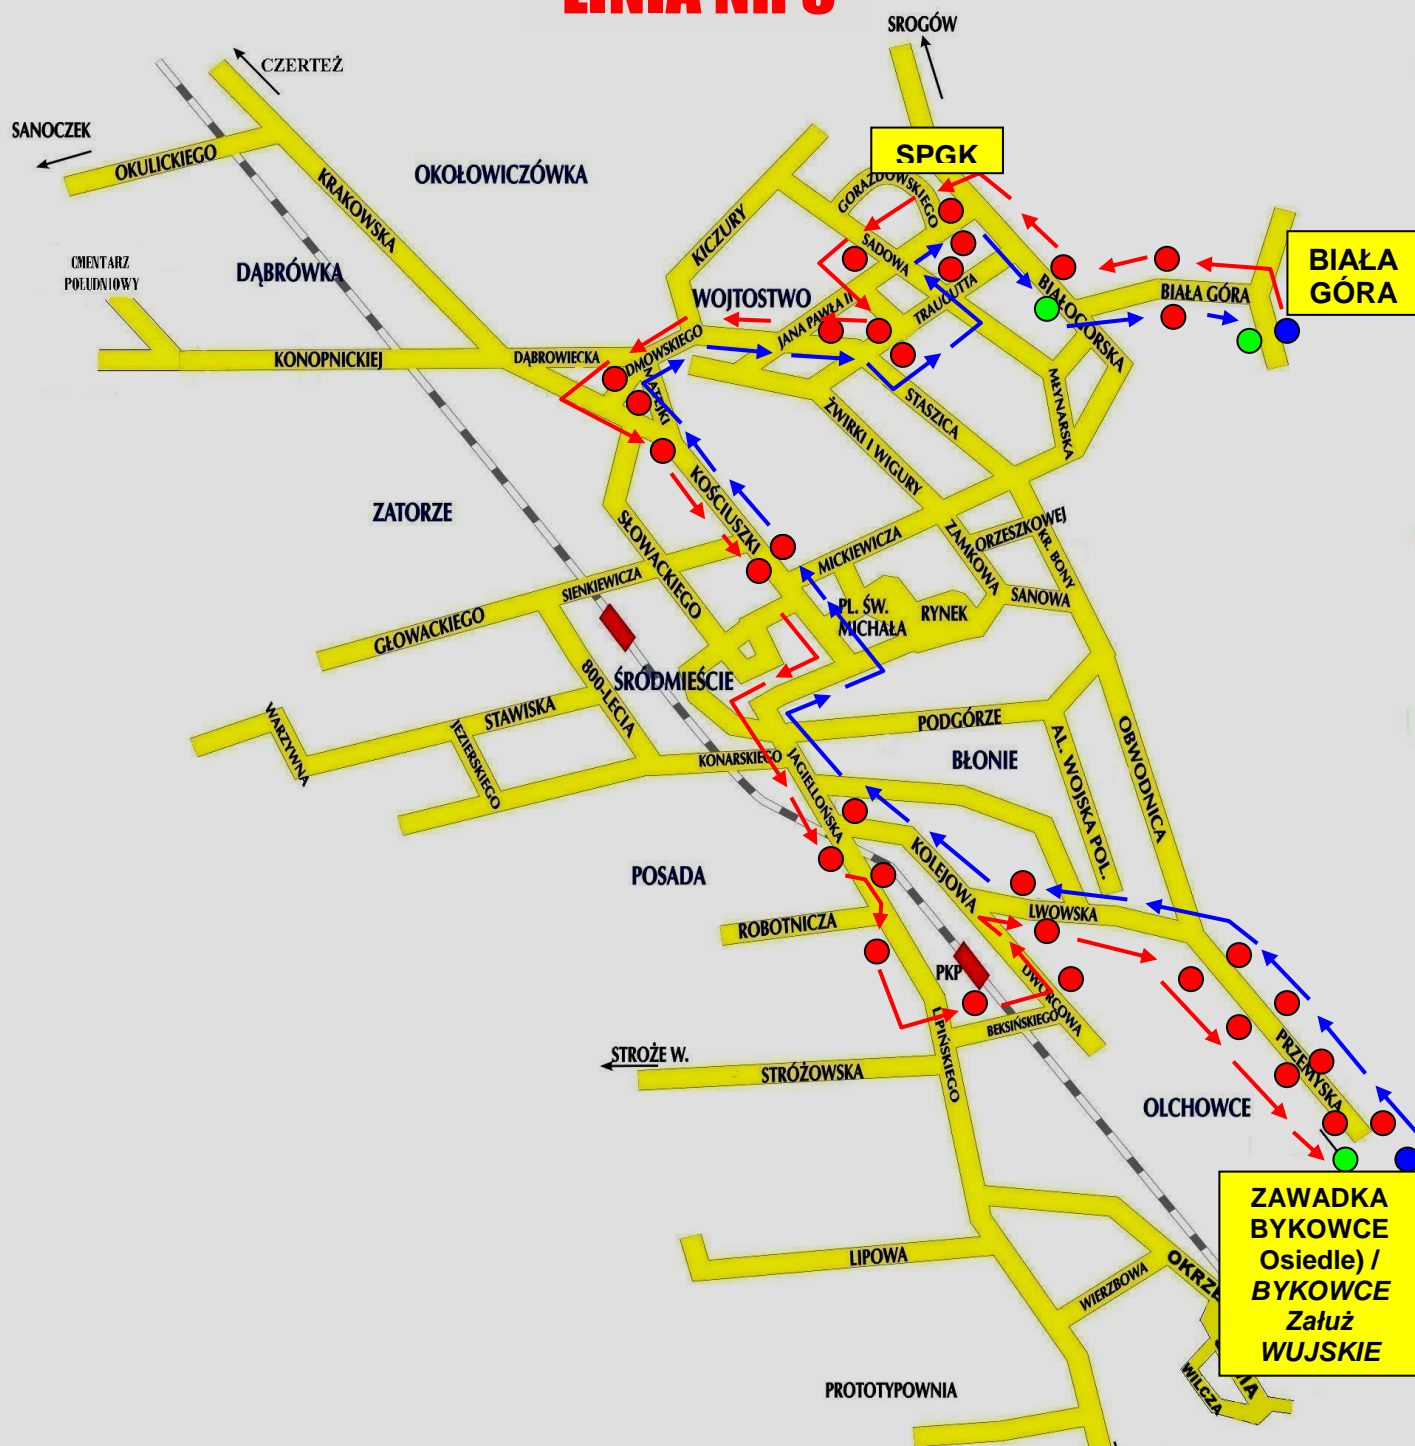 SROGÓW
CZERTEŻ
SANOCZEK
SPGK
OKULICKIEGO
OKOŁOWICZÓWKA
GORAZDOWSKIEGO
KRAKOWSKA
KICZURY
SADOWA
CMENTARZ
POŁUDNIOWY
DĄBRÓWKA
BIAŁA
GÓRA
WOJTOSTWO
TRAUGUTTA
BIAŁOGÓRSKA
BIAŁA GÓRA
JANA PAWŁA II
KONOPNICKIEJ
DĄBROWIECKA
DMOWSKIEGO
MATEJKI
MŁYNARSKA
STASZICA
ŻWIRKI I WIGURY
KOŚCIUSZKI
ZATORZE
SŁOWACKIEGO
MICKIEWICZA
ZAMKOWA
ORZESZKOWEJ
KR. BONY
SIENKIEWICZA
SANOWA
PL. ŚW.
MICHAŁA
RYNEK
GŁOWACKIEGO
ŚRÓDMIEŚCIE
800-LECIA
WARZYWNA
STAWISKA
JEZIERSKIEGO
PODGÓRZE
KONARSKIEGO
JAGIELLOŃSKA
BŁONIE
AL. WOJSKA POL.
OBWODNICA
POSADA
KOLEJOWA
LWOWSKA
ROBOTNICZA
PKP
DWORCOWA
BEKSIŃSKIEGO
LIPIŃSKIEGO
STROŻE W.
STRÓŻOWSKA
PRZEMYSKA
OLCHOWCE
ZAWADKA
BYKOWCE
Osiedle) /
BYKOWCE
Załuż
WUJSKIE
LIPOWA
WIERZBOWA
WILCZA
PROTOTYPOWNIA